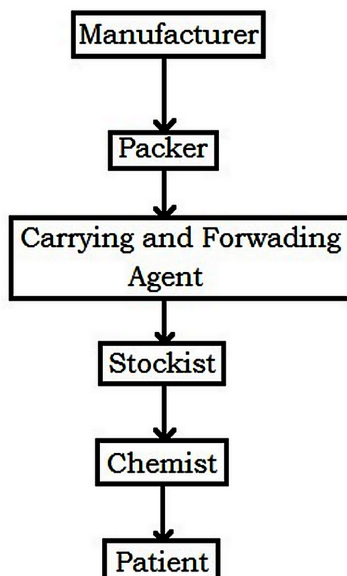 Manufacturer
Packer
Carrying and Forwading
Agent
Stockist
Chemist
Patient